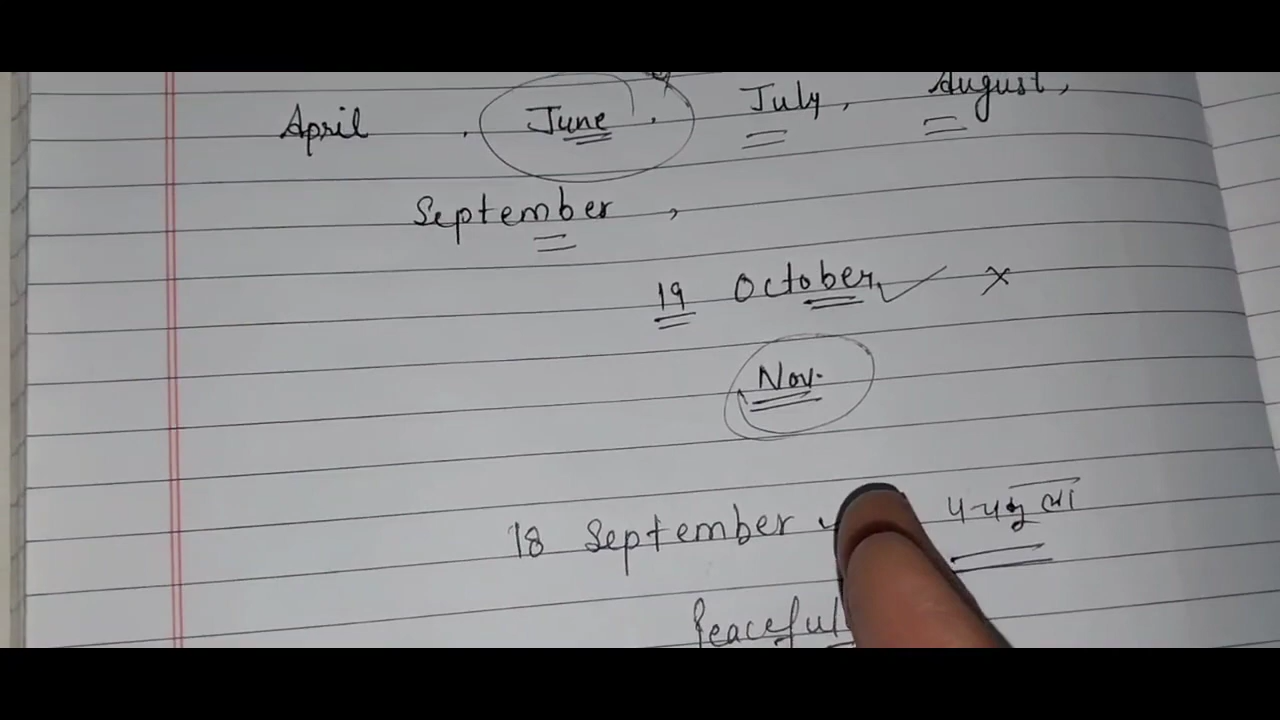 April , June , July , August ,
September ,
19 October ✓ ×
Nov.
18 September
Peaceful